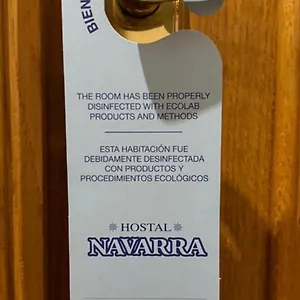 BIEN
THE ROOM HAS BEEN PROPERLY
DISINFECTED WITH ECOLAB
PRODUCTS AND METHODS
ESTA HABITACIÓN FUE
DEBIDAMENTE DESINFECTADA
CON PRODUCTOS Y
PROCEDIMIENTOS ECOLÓGICOS
HOSTAL
NAVARRA